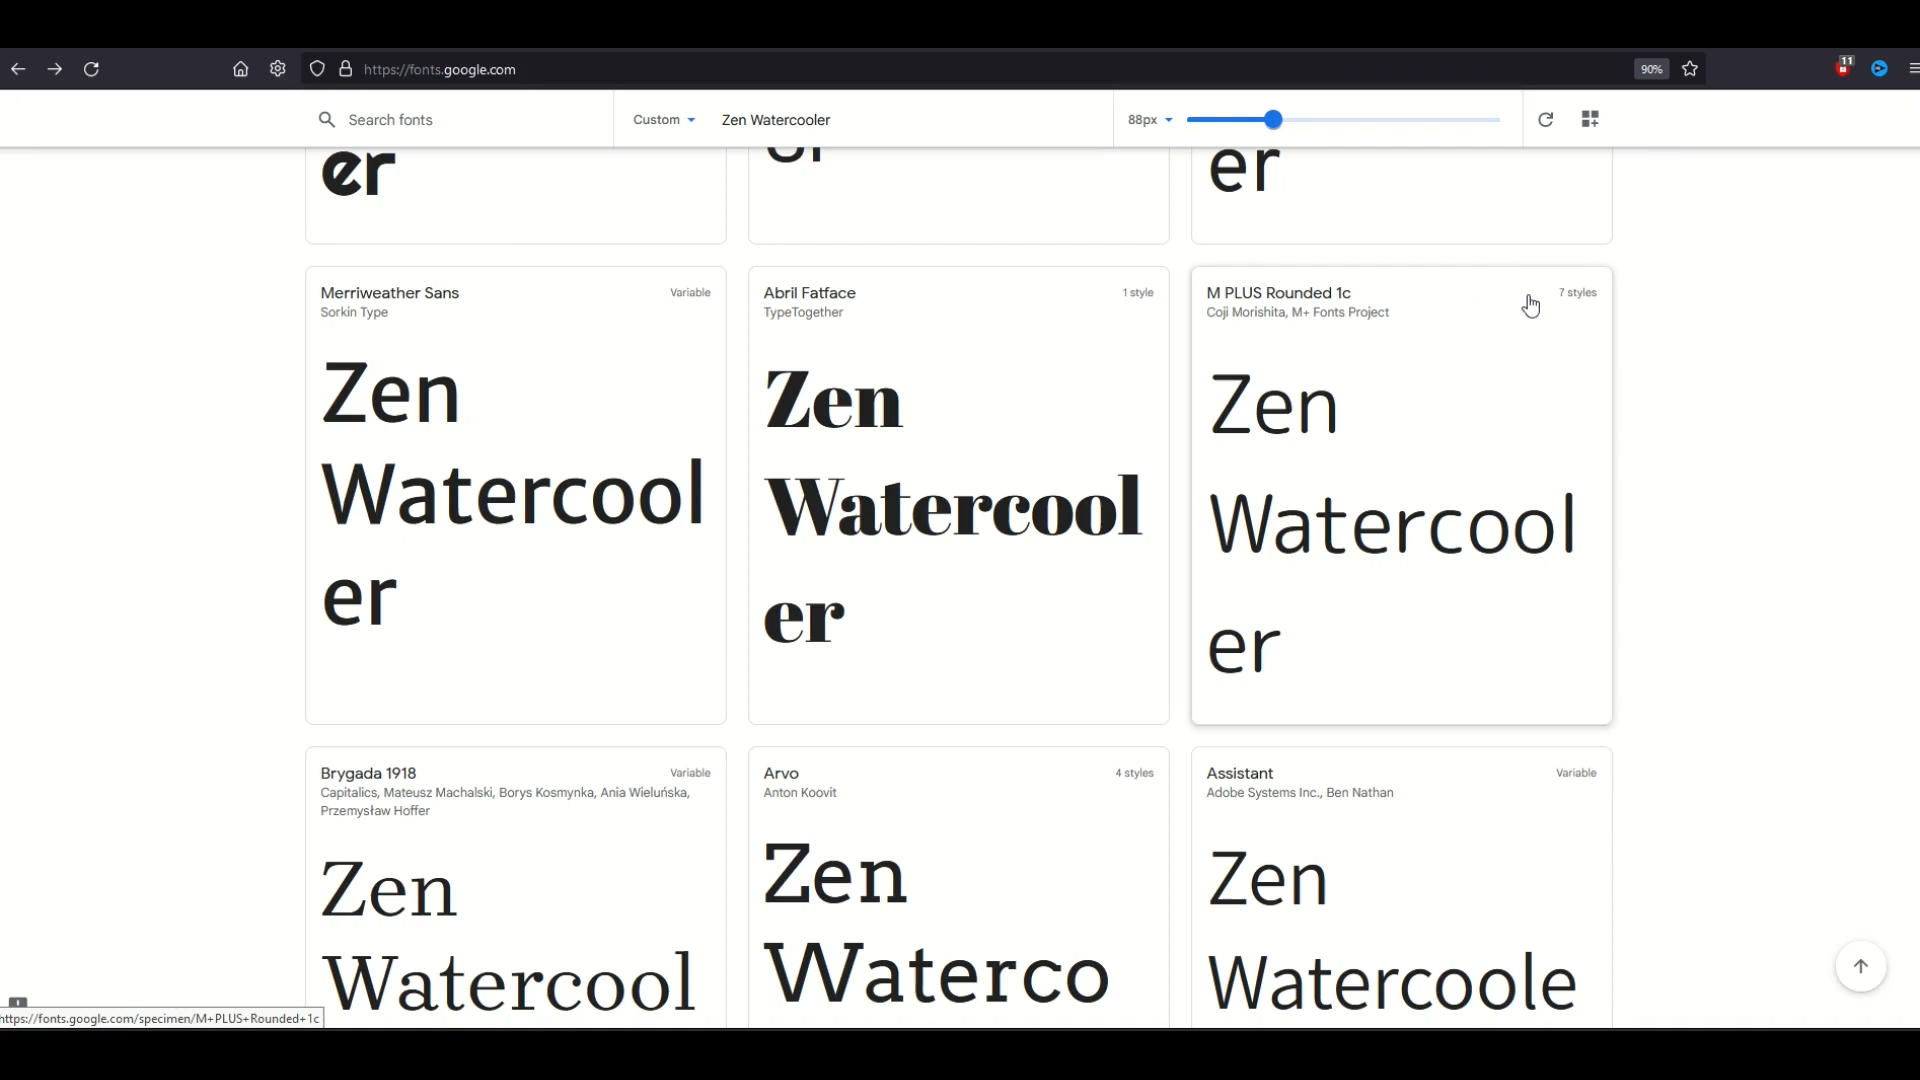 https://fonts.google.com
90%
11
Search fonts
Custom
Zen Watercooler
88px
er
er
Merriweather Sans
Variable
Sorkin Type
Zen
Watercool
er
Abril Fatface
1 style
TypeTogether
Zen
Watercool
er
M PLUS Rounded 1c
7 styles
Coji Morishita, M+ Fonts Project
Zen
Watercool
er
Brygada 1918
Variable
Capitalics, Mateusz Machalski, Borys Kosmynka, Ania Wieluńska,
Przemysław Hoffer
Zen
Watercool
Arvo
4 styles
Anton Koovit
Zen
Waterco
Assistant
Variable
Adobe Systems Inc., Ben Nathan
Zen
Watercoole
https://fonts.google.com/specimen/M+PLUS+Rounded+1c